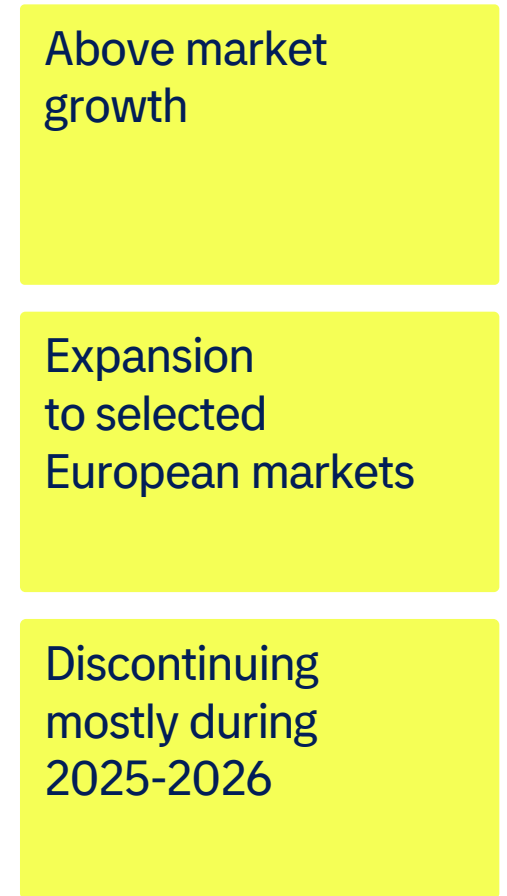 Above market
growth
Expansion
to selected
European markets
Discontinuing
mostly during
2025-2026